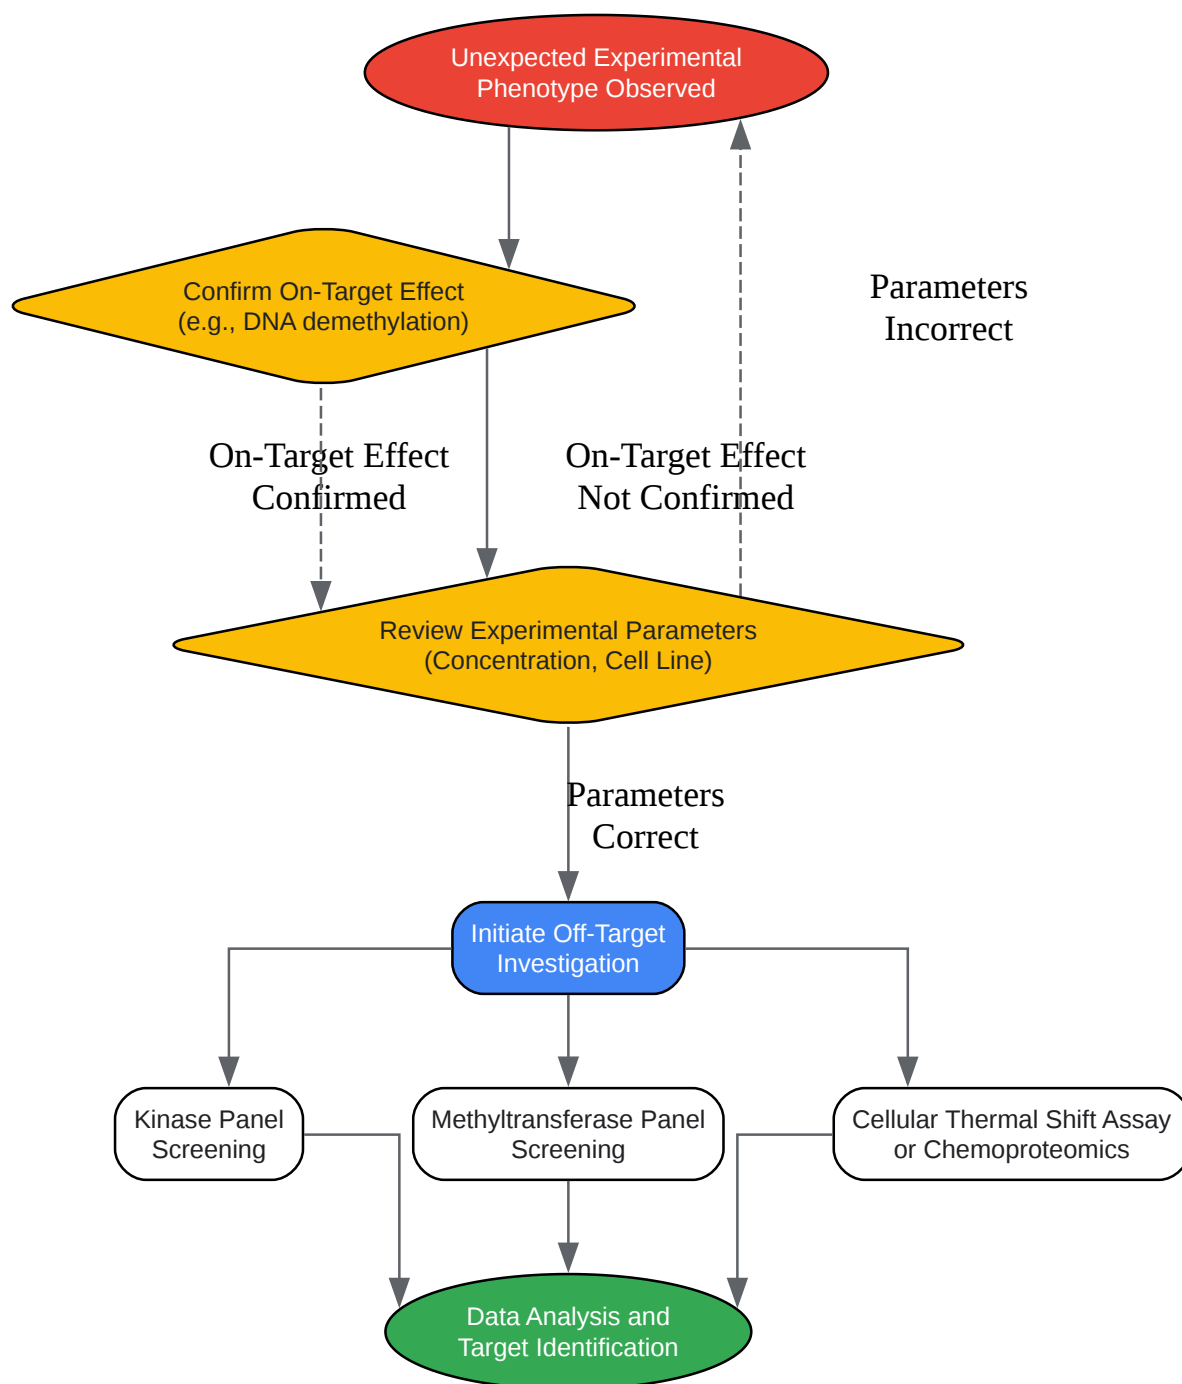 Unexpected Experimental
Phenotype Observed
Confirm On-Target Effect
(e.g., DNA demethylation)
Parameters
Incorrect
On-Target Effect
Confirmed
On-Target Effect
Not Confirmed
Review Experimental Parameters
(Concentration, Cell Line)
Parameters
Correct
Initiate Off-Target
Investigation
Kinase Panel
Screening
Methyltransferase Panel
Screening
Cellular Thermal Shift Assay
or Chemoproteomics
Data Analysis and
Target Identification